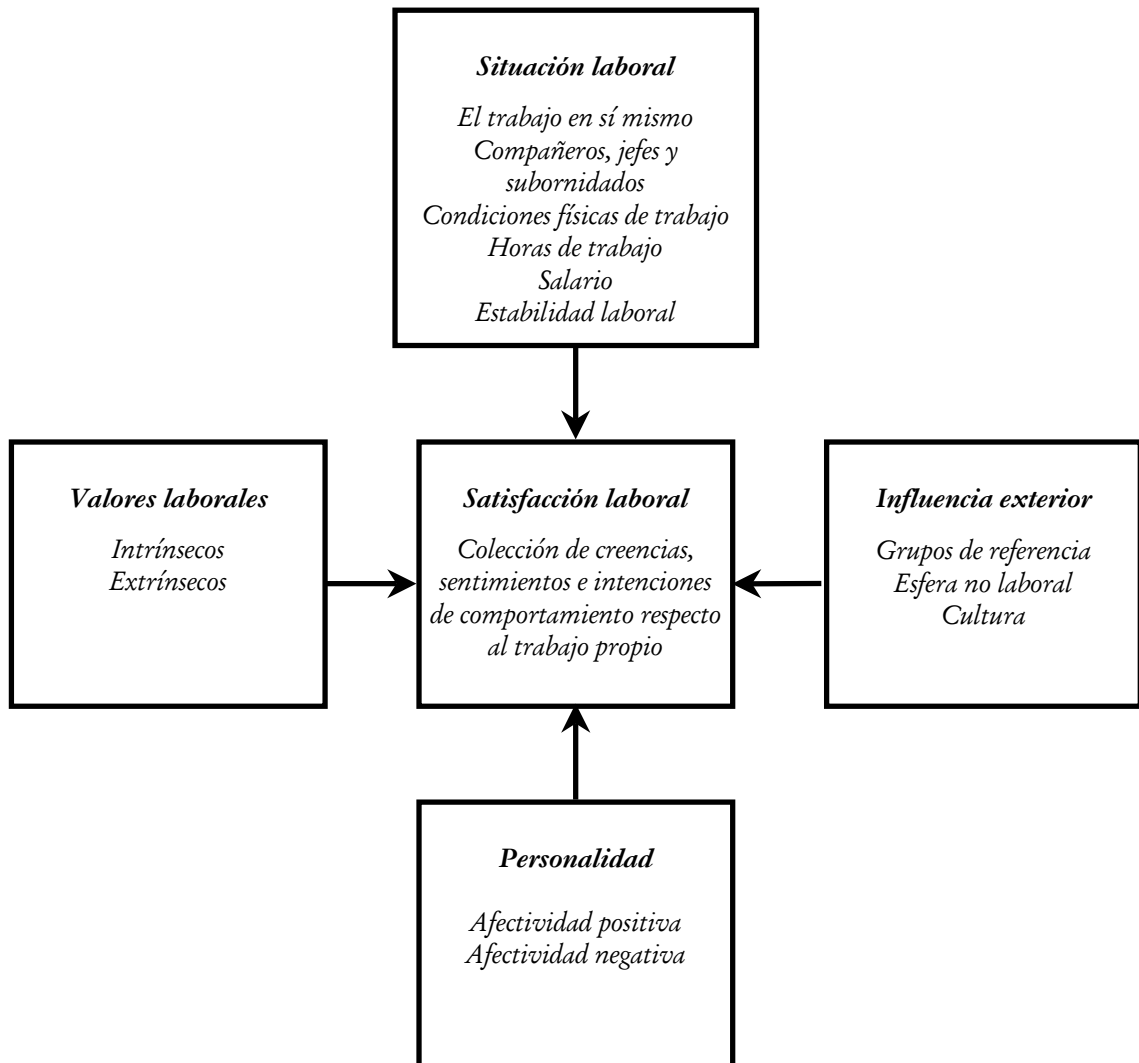 Situación laboral
El trabajo en sí mismo
Compañeros, jefes y
subornidados
Condiciones físicas de trabajo
Horas de trabajo
Salario
Estabilidad laboral
Valores laborales
Intrínsecos
Extrínsecos
Satisfacción laboral
Colección de creencias,
sentimientos e intenciones
de comportamiento respecto
al trabajo propio
Influencia exterior
Grupos de referencia
Esfera no laboral
Cultura
Personalidad
Afectividad positiva
Afectividad negativa